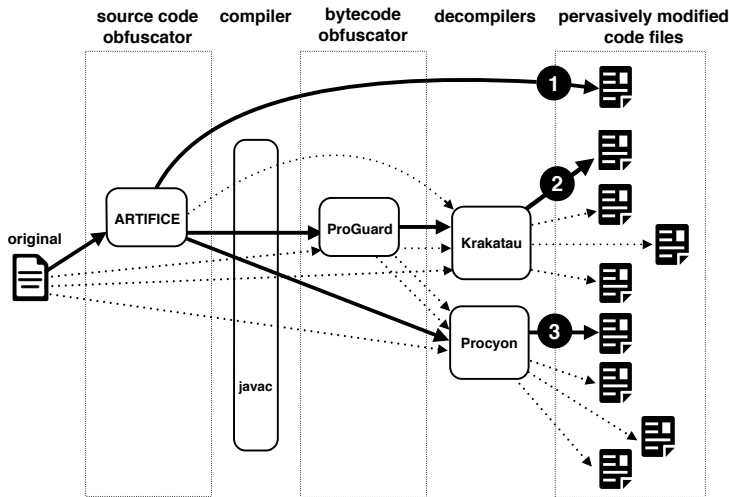 source code
obfuscator
compiler
bytecode
obfuscator
decompilers
pervasively modified
code files
1
2
ARTIFICE
ProGuard
original
Krakatau
3
Procyon
javac